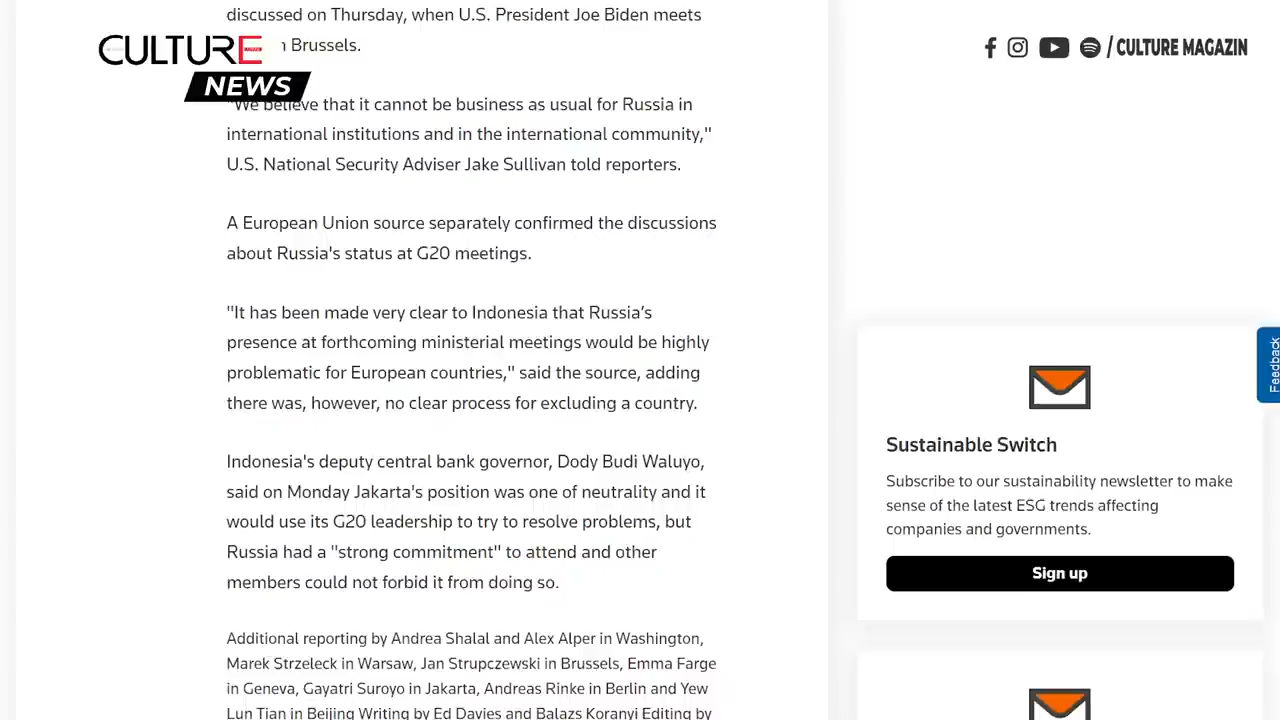 discussed on Thursday, when U.S. President Joe Biden meets
Brussels.
CULTURE
NEWS
/ CULTURE MAGAZIN
"We believe that it cannot be business as usual for Russia in
international institutions and in the international community,"
U.S. National Security Adviser Jake Sullivan told reporters.
A European Union source separately confirmed the discussions
about Russia's status at G20 meetings.
"It has been made very clear to Indonesia that Russia's
presence at forthcoming ministerial meetings would be highly
problematic for European countries," said the source, adding
there was, however, no clear process for excluding a country.
Indonesia's deputy central bank governor, Dody Budi Waluyo,
said on Monday Jakarta's position was one of neutrality and it
would use its G20 leadership to try to resolve problems, but
Russia had a "strong commitment" to attend and other
members could not forbid it from doing so.
Additional reporting by Andrea Shalal and Alex Alper in Washington,
Marek Strzeleck in Warsaw, Jan Strupczewski in Brussels, Emma Farge
in Geneva, Gayatri Suroyo in Jakarta, Andreas Rinke in Berlin and Yew
Lun Tian in Beijing Writing by Ed Davies and Balazs Koranyi Editing by
Feedback
Sustainable Switch
Subscribe to our sustainability newsletter to make
sense of the latest ESG trends affecting
companies and governments.
Sign up